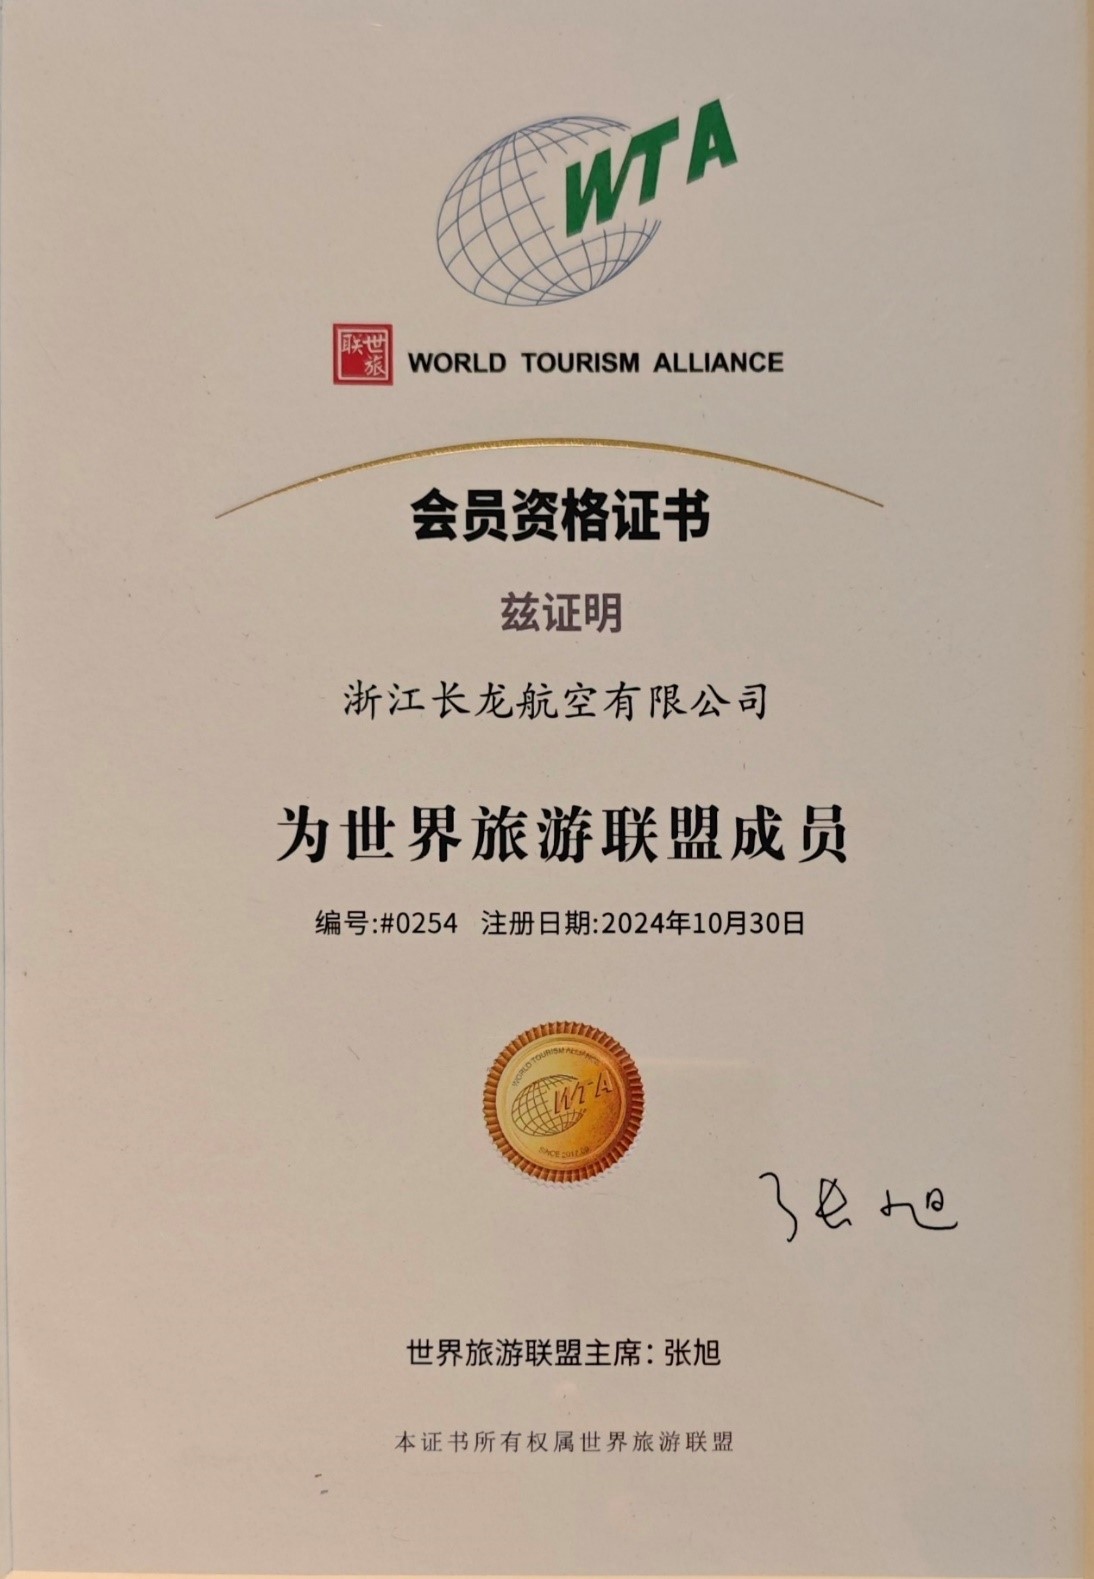 WTA
联世旅
WORLD TOURISM ALLIANCE
会员资格证书
兹证明
浙江长龙航空有限公司
为世界旅游联盟成员
编号:#0254 注册日期:2024年10月30日
WORLD TOURISM ALLIANCE
WTA
张旭
世界旅游联盟主席：张旭
本证书所有权属世界旅游联盟